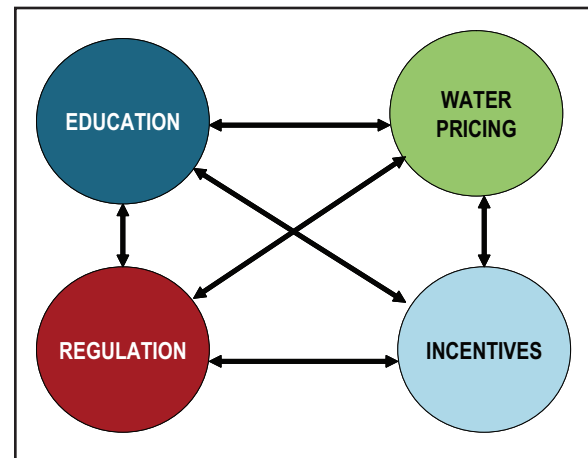 EDUCATION
WATER
PRICING
REGULATION
INCENTIVES